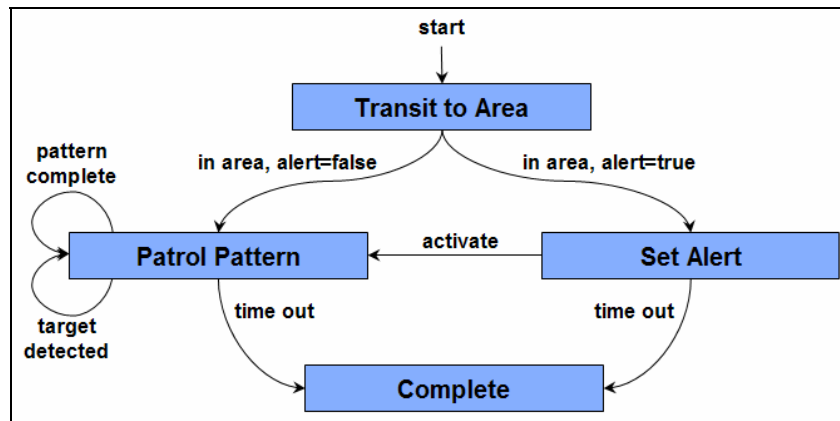 start
Transit to Area
pattern
complete
in area, alert=false
in area, alert=true
Patrol Pattern
activate
Set Alert
target
detected
time out
time out
Complete